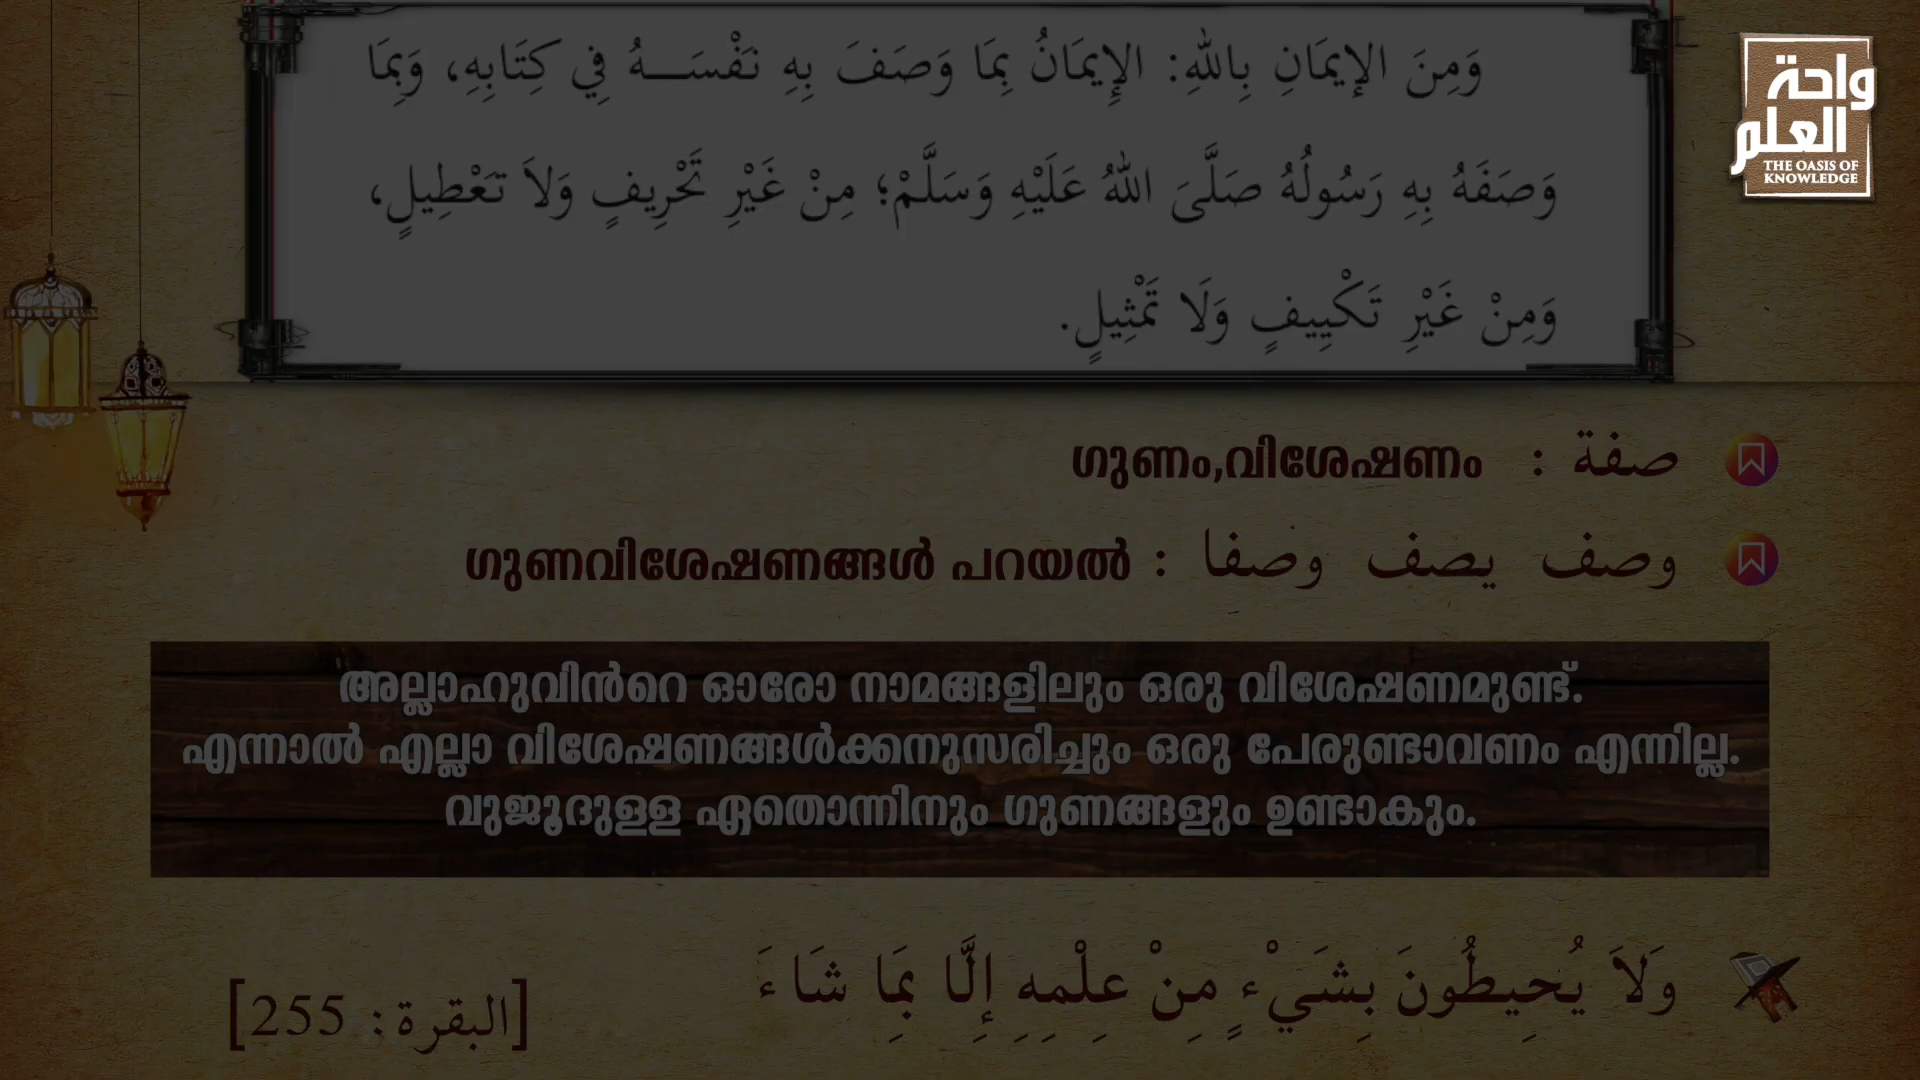 وَمِنَ الإِيمَانِ بِاللهِ: الإِيمَانُ بِمَا وَصَفَ بِهِ نَفْسَـــهُ فِي كِتَابِهِ، وَبِمَا
وَصَفَهُ بِهِ رَسُولُهُ صَلَّىَ اللهُ عَلَيْهِ وَسَلَّمْ؛ مِنْ غَيْرِ تَحْرِيفٍ وَلاَ تَعْطِيلٍ،
وَمِنْ غَيْرِ تَكْيِيفٍ وَلَا تَمْثِيلٍ.
واحة
العلم
THE OASIS OF
KNOWLEDGE
صفة : ഗുണം,വിശേഷണം
وصف يصف وصفا : ഗുണവിശേഷണങ്ങൾ പറയൽ
അല്ലാഹുവിൻറെ ഓരോ നാമങ്ങളിലും ഒരു വിശേഷണമുണ്ട്.
എന്നാൽ എല്ലാ വിശേഷണങ്ങൾക്കനുസരിച്ചും ഒരു പേരുണ്ടാവണം എന്നില്ല.
വുജൂദുള്ള ഏതൊന്നിനും ഗുണങ്ങളും ഉണ്ടാകും.
وَلاَ يُحِيطُونَ بِشَيْءٍ مِنْ عِلْمِهِ إِلَّا بِمَا شَاءَ [البقرة: 255]